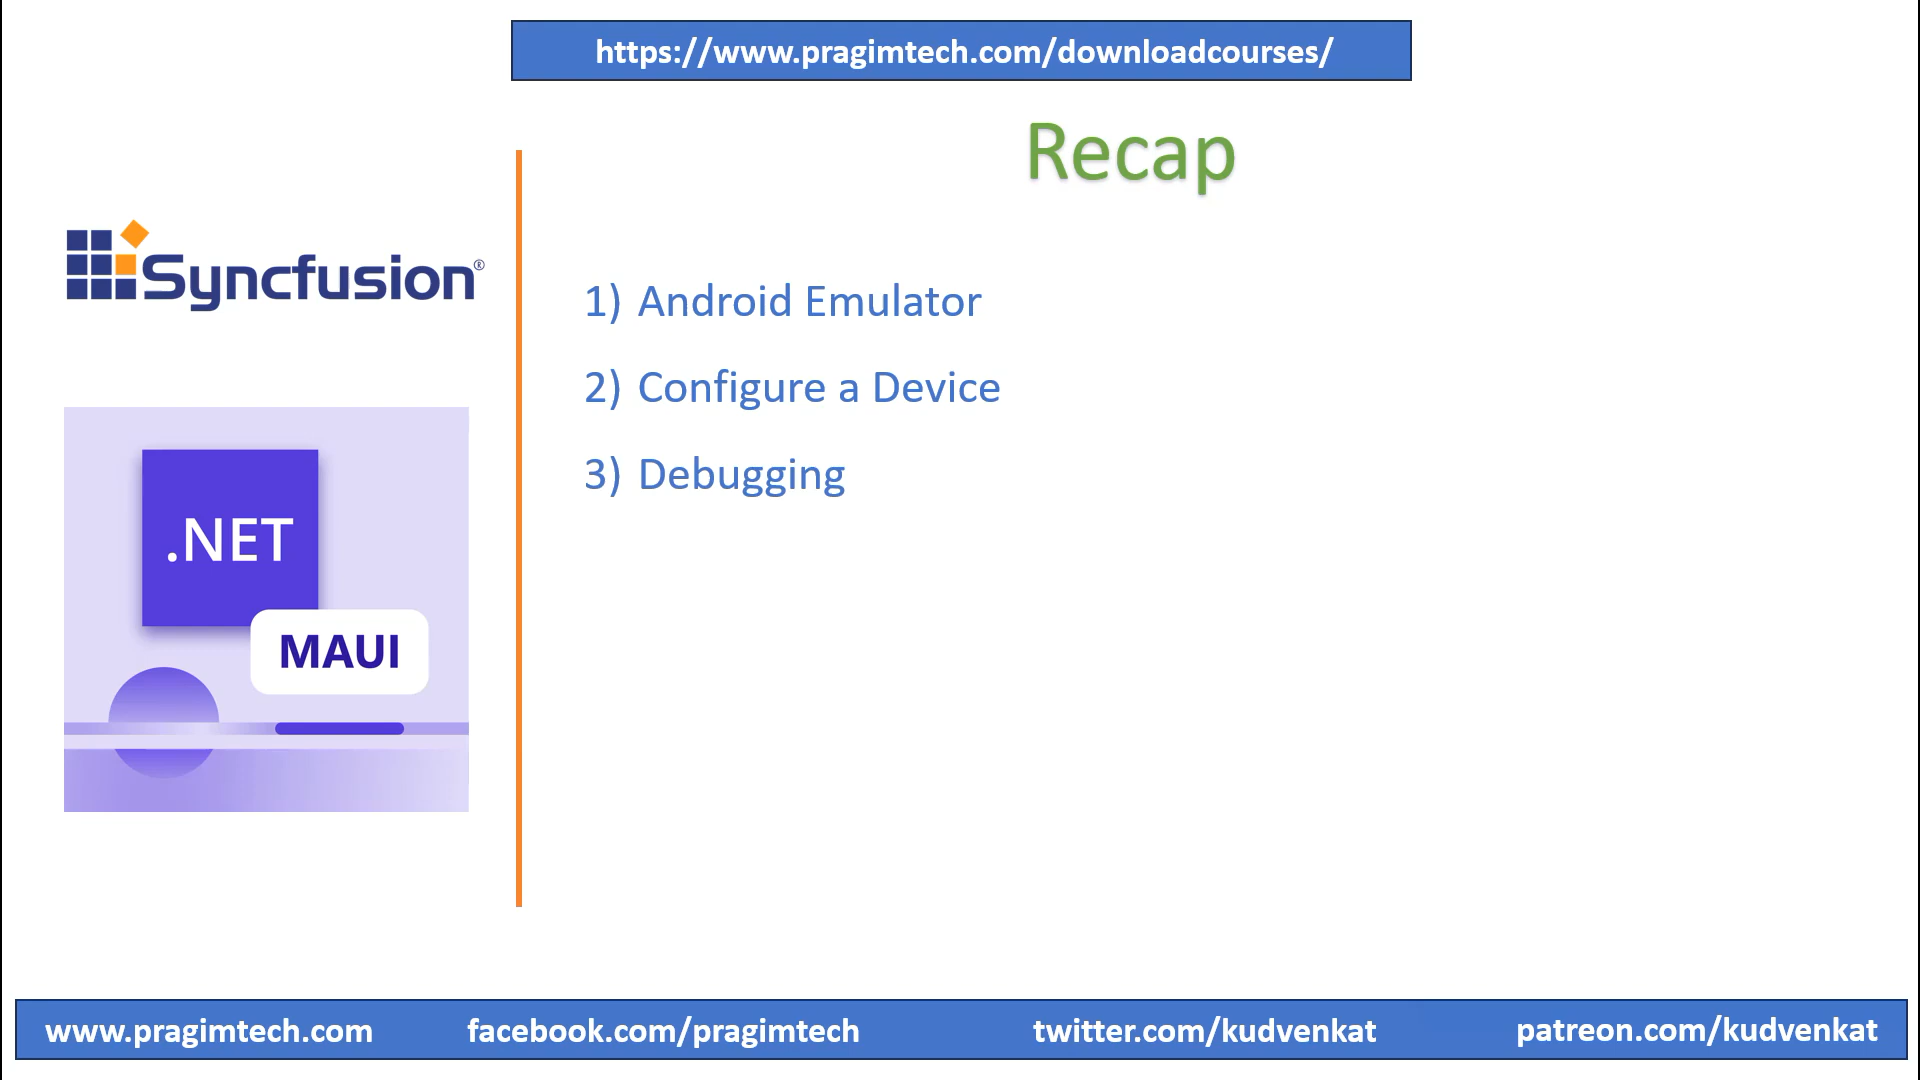 https://www.pragimtech.com/downloadcourses/
Recap
Syncfusion®
1) Android Emulator
2) Configure a Device
3) Debugging
.NET
MAUI
www.pragimtech.com facebook.com/pragimtech twitter.com/kudvenkat patreon.com/kudvenkat